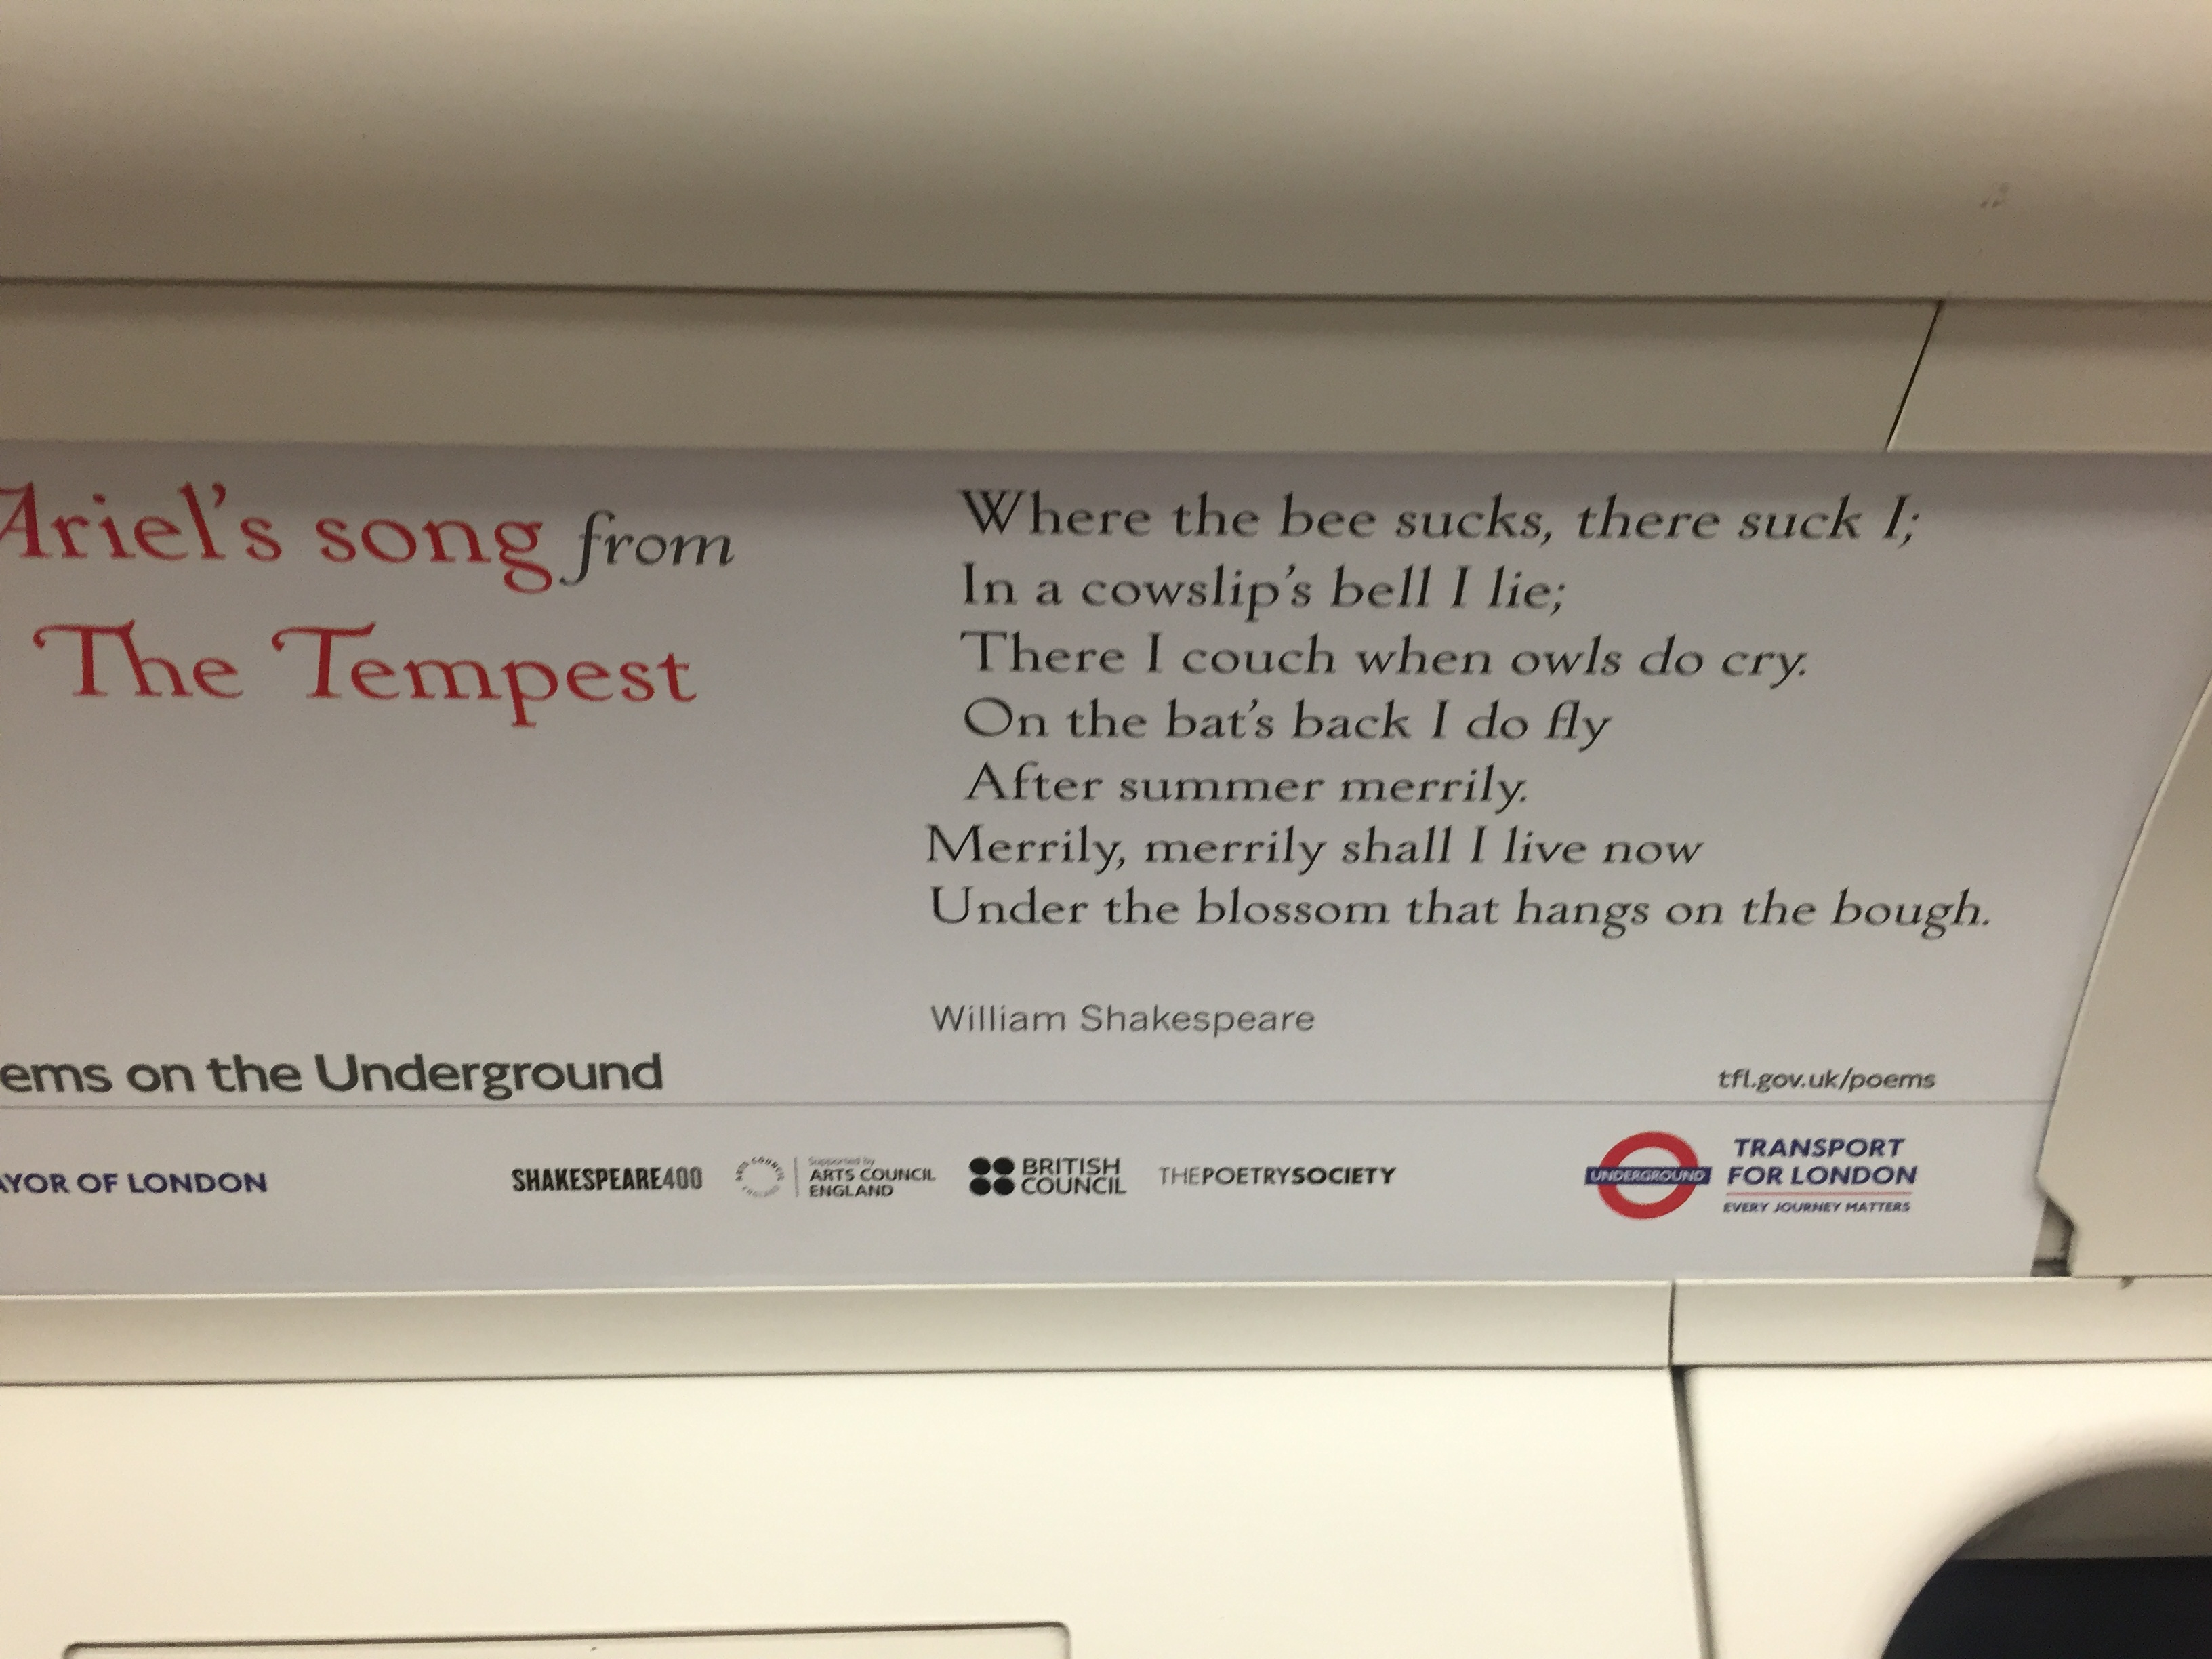 Ariel's song from
The Tempest
Where the bee sucks, there suck I;
In a cowslip's bell I lie;
There I couch when owls do cry.
On the bat's back I do fly
After summer merrily.
Merrily, merrily shall I live now
Under the blossom that hangs on the bough.
William Shakespeare
ems on the Underground
tfl.gov.uk/poems
AYOR OF LONDON
SHAKESPEARE400
Supported by
ARTS COUNCIL
ENGLAND
BRITISH
COUNCIL
THEPOETRYSOCIETY
UNDERGROUND
TRANSPORT
FOR LONDON
EVERY JOURNEY MATTERS